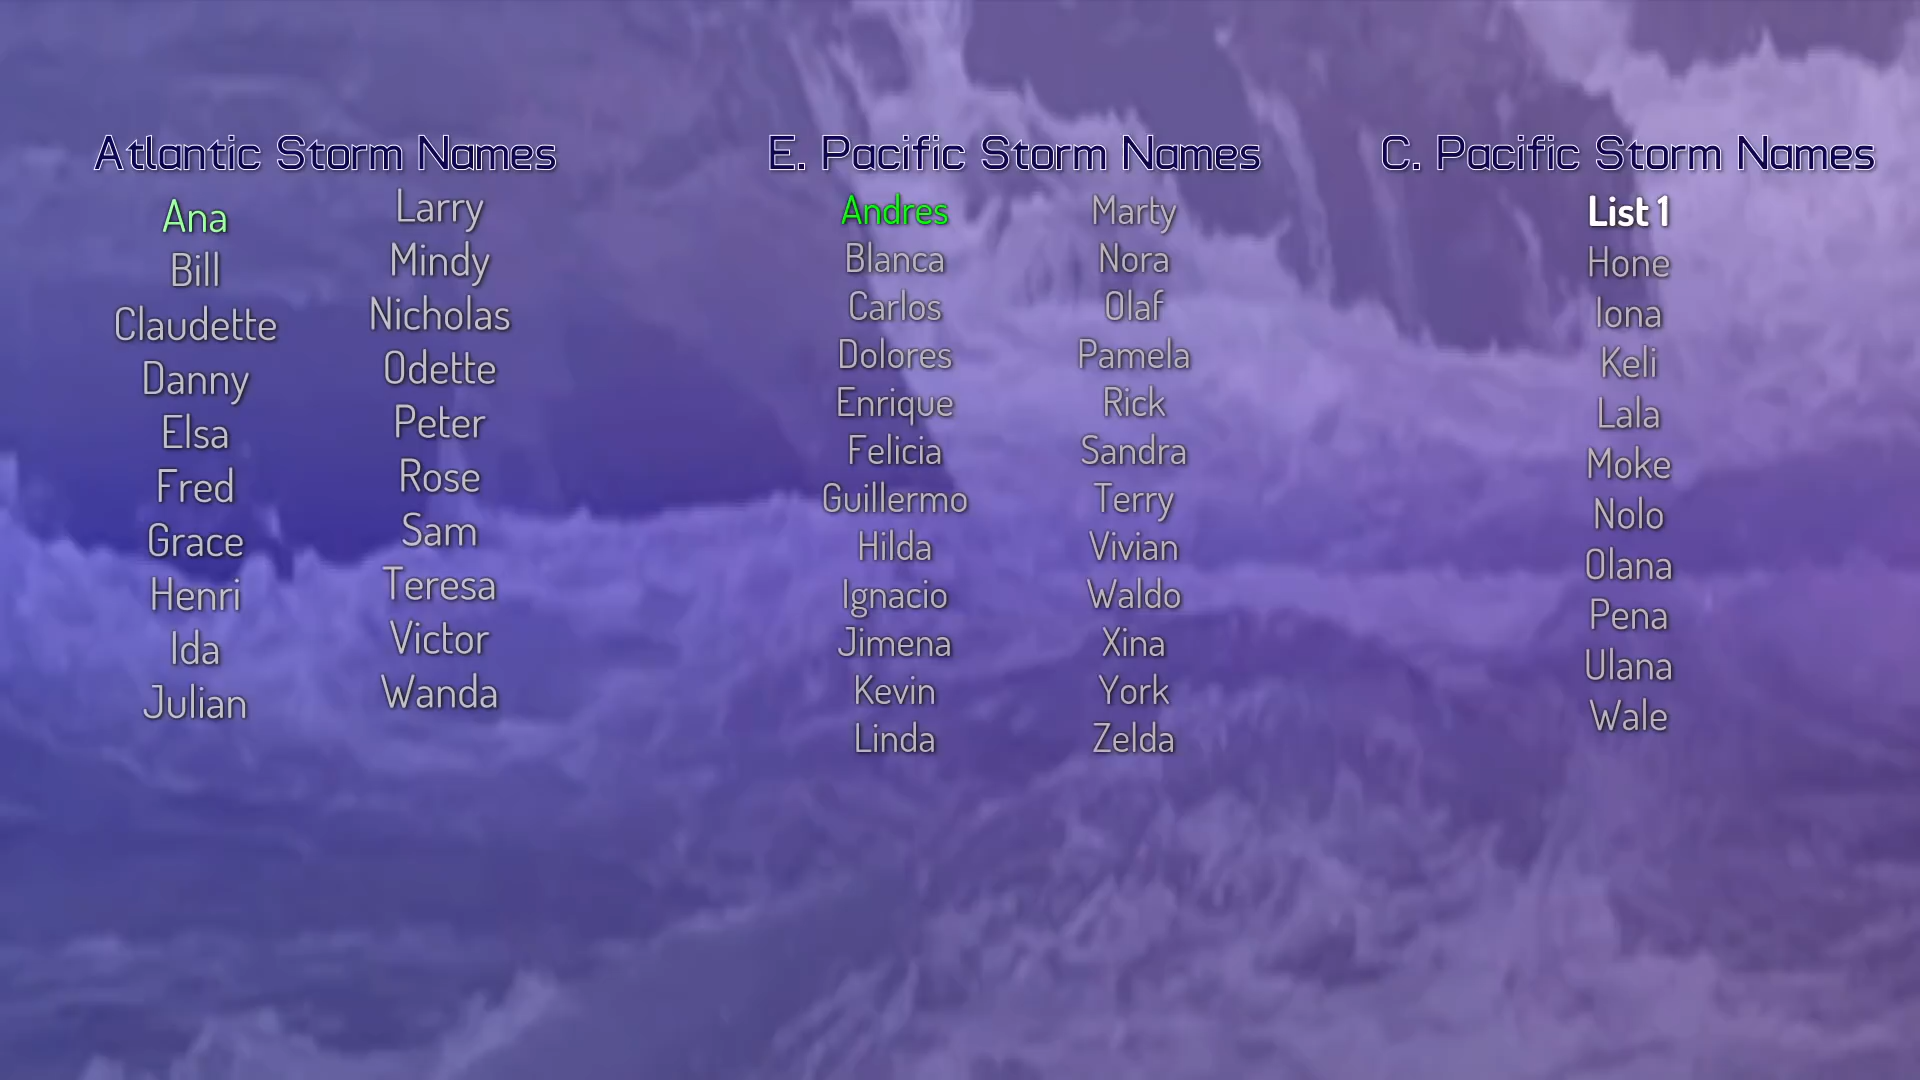 Atlantic Storm Names
Ana
Bill
Claudette
Danny
Elsa
Fred
Grace
Henri
Ida
Julian
Larry
Mindy
Nicholas
Odette
Peter
Rose
Sam
Teresa
Victor
Wanda
E. Pacific Storm Names
Andres
Blanca
Carlos
Dolores
Enrique
Felicia
Guillermo
Hilda
Ignacio
Jimena
Kevin
Linda
Marty
Nora
Olaf
Pamela
Rick
Sandra
Terry
Vivian
Waldo
Xina
York
Zelda
C. Pacific Storm Names
List 1
Hone
Iona
Keli
Lala
Moke
Nolo
Olana
Pena
Ulana
Wale